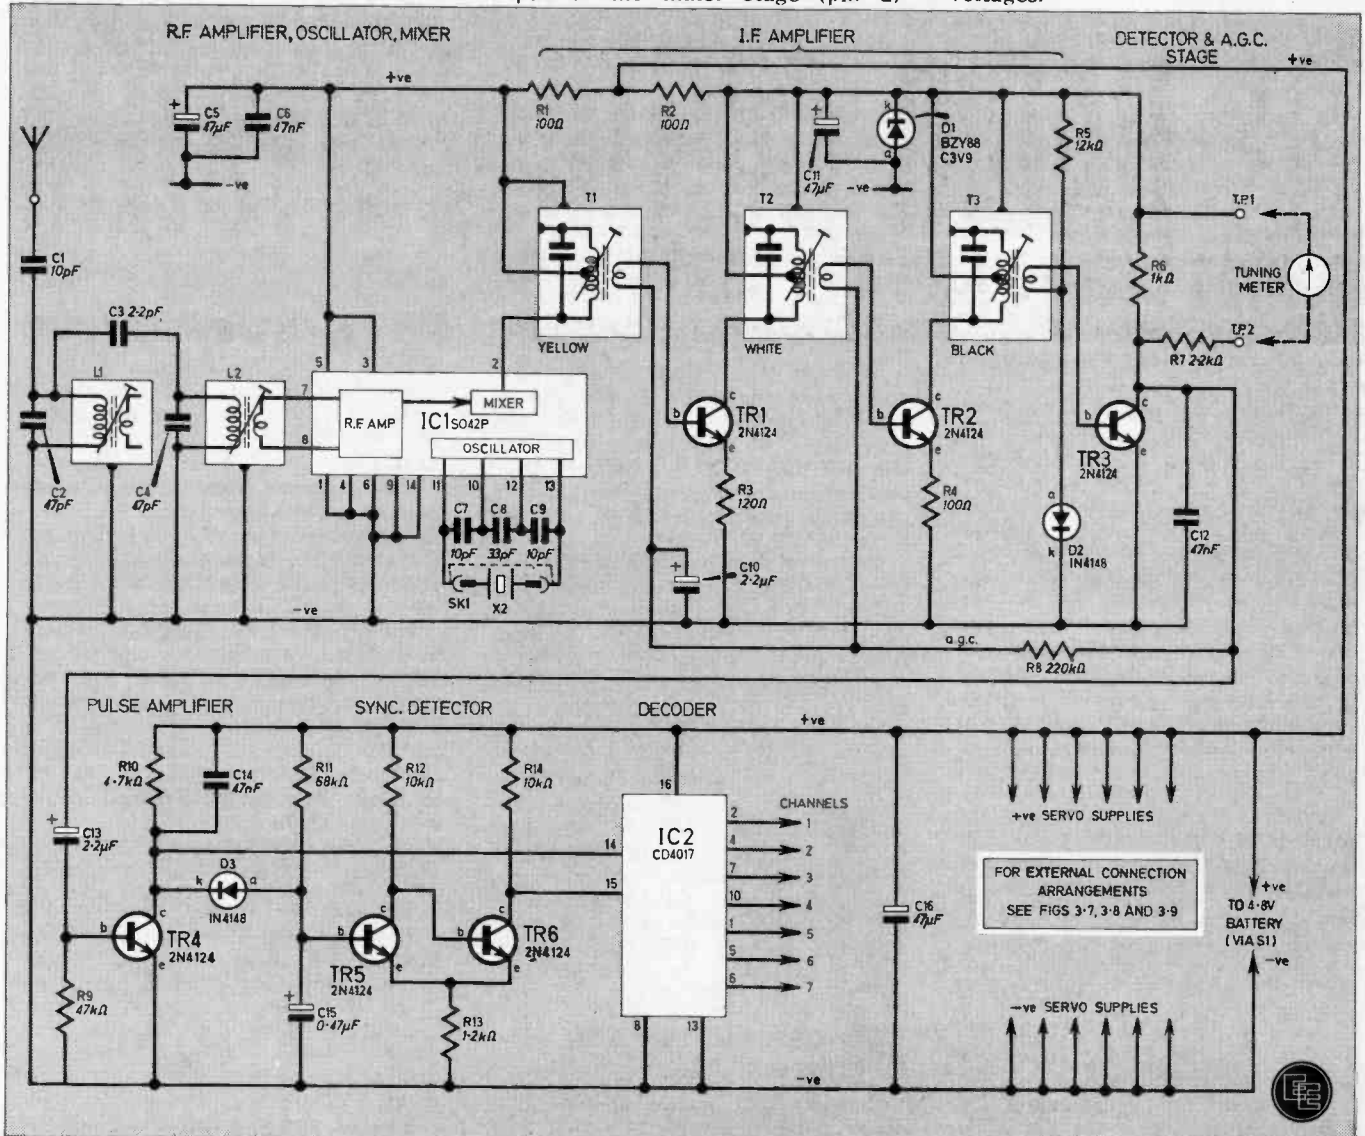 voltages.
R.F. AMPLIFIER, OSCILLATOR, MIXER
I.F. AMPLIFIER
DETECTOR & A.G.C.
STAGE
+ve
+ve
+
C5
47µF
C6
47nF
-ve
R1
100Ω
R2
100Ω
+
C11
47µF
-ve
k
D1
BZY88
C3V9
a
R5
12kΩ
C1
10pF
T1
YELLOW
T2
WHITE
T3
BLACK
T.P.1
R6
1kΩ
TUNING
METER
T.P.2
R7 2·2kΩ
C3 2·2pF
L1
L2
C2
47pF
C4
47pF
5
3
2
7
8
R.F. AMP
IC1 SO42P
MIXER
OSCILLATOR
1
4
6
9
14
11
10
12
13
C7
10pF
C8
33pF
C9
10pF
SK1
X2
b
c
TR1
2N4124
e
R3
120Ω
b
c
TR2
2N4124
e
R4
100Ω
b
c
TR3
2N4124
e
a
D2
k
1N4148
C12
47nF
+
C10
2·2µF
-ve
a.g.c.
R8 220kΩ
PULSE AMPLIFIER
SYNC. DETECTOR
DECODER
+ve
R10
4·7kΩ
C14
47nF
R11
68kΩ
R12
10kΩ
R14
10kΩ
+
C13
2·2µF
k
D3
a
1N4148
b
c
TR4
2N4124
e
R9
47kΩ
b
c
TR5
2N4124
e
b
c
TR6
2N4124
e
+
C15
0·47µF
R13
1·2kΩ
16
14
15
IC2
CD4017
8
13
CHANNELS
2 1
4 2
7 3
10 4
1 5
5 6
6 7
C16
47µF
+ve SERVO SUPPLIES
FOR EXTERNAL CONNECTION
ARRANGEMENTS
SEE FIGS 3·7, 3·8 AND 3·9
+ve
TO 4·8V
BATTERY
(VIA S1)
-ve
-ve SERVO SUPPLIES
-ve
EE